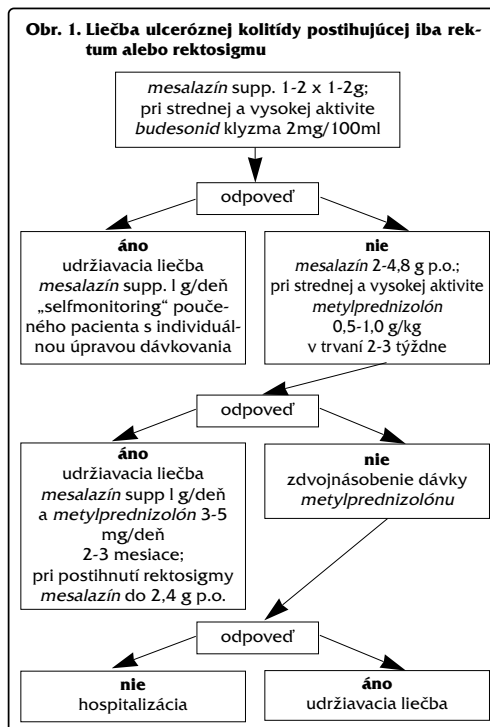 Obr. 1. Liečba ulceróznej kolitídy postihujúcej iba rek-
tum alebo rektosigmu
mesalazín supp. 1-2 x 1-2g;
pri strednej a vysokej aktivite
budesonid klyzma 2mg/100ml
odpoveď
áno
udržiavacia liečba
mesalazín supp. I g/deň
„selfmonitoring” pouče-
ného pacienta s individuál-
nou úpravou dávkovania
nie
mesalazín 2-4,8 g p.o.;
pri strednej a vysokej aktivite
metylprednizolón
0,5-1,0 g/kg
v trvaní 2-3 týždne
odpoveď
áno
udržiavacia liečba
mesalazín supp I g/deň
a metylprednizolón 3-5
mg/deň
2-3 mesiace;
pri postihnutí rektosigmy
mesalazín do 2,4 g p.o.
nie
zdvojnásobenie dávky
metylprednizolónu
odpoveď
nie
hospitalizácia
áno
udržiavacia liečba